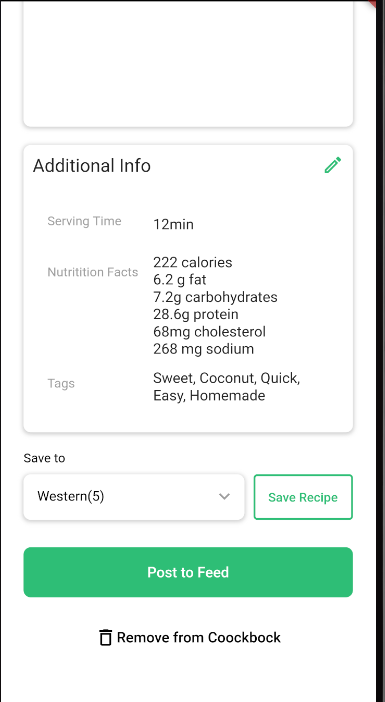 Additional Info
Serving Time
12min
Nutritition Facts
222 calories
6.2 g fat
7.2g carbohydrates
28.6g protein
68mg cholesterol
268 mg sodium
Tags
Sweet, Coconut, Quick,
Easy, Homemade
Save to
Western(5)
Save Recipe
Post to Feed
Remove from Coockbock